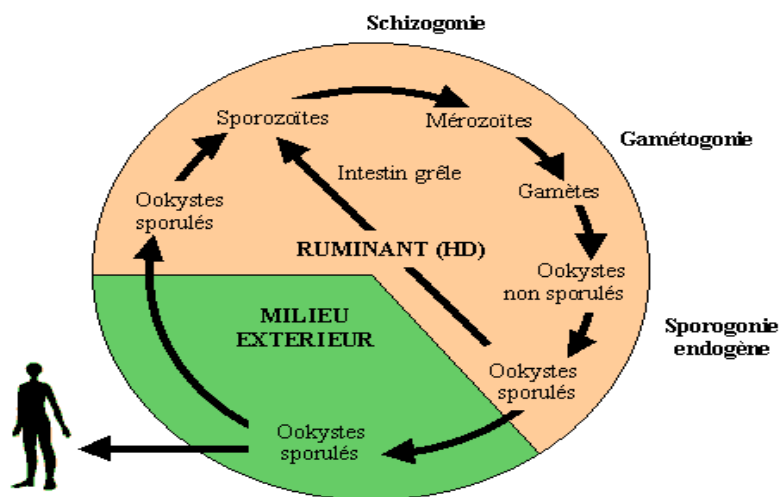 Schizogonie
Sporozoïtes
Mérozoïtes
Gamétogonie
Intestin grêle
Gamètes
Ookystes
sporulés
RUMINANT (HD)
Ookystes
non sporulés
MILIEU
EXTERIEUR
Sporogonie
endogène
Ookystes
sporulés
Ookystes
sporulés